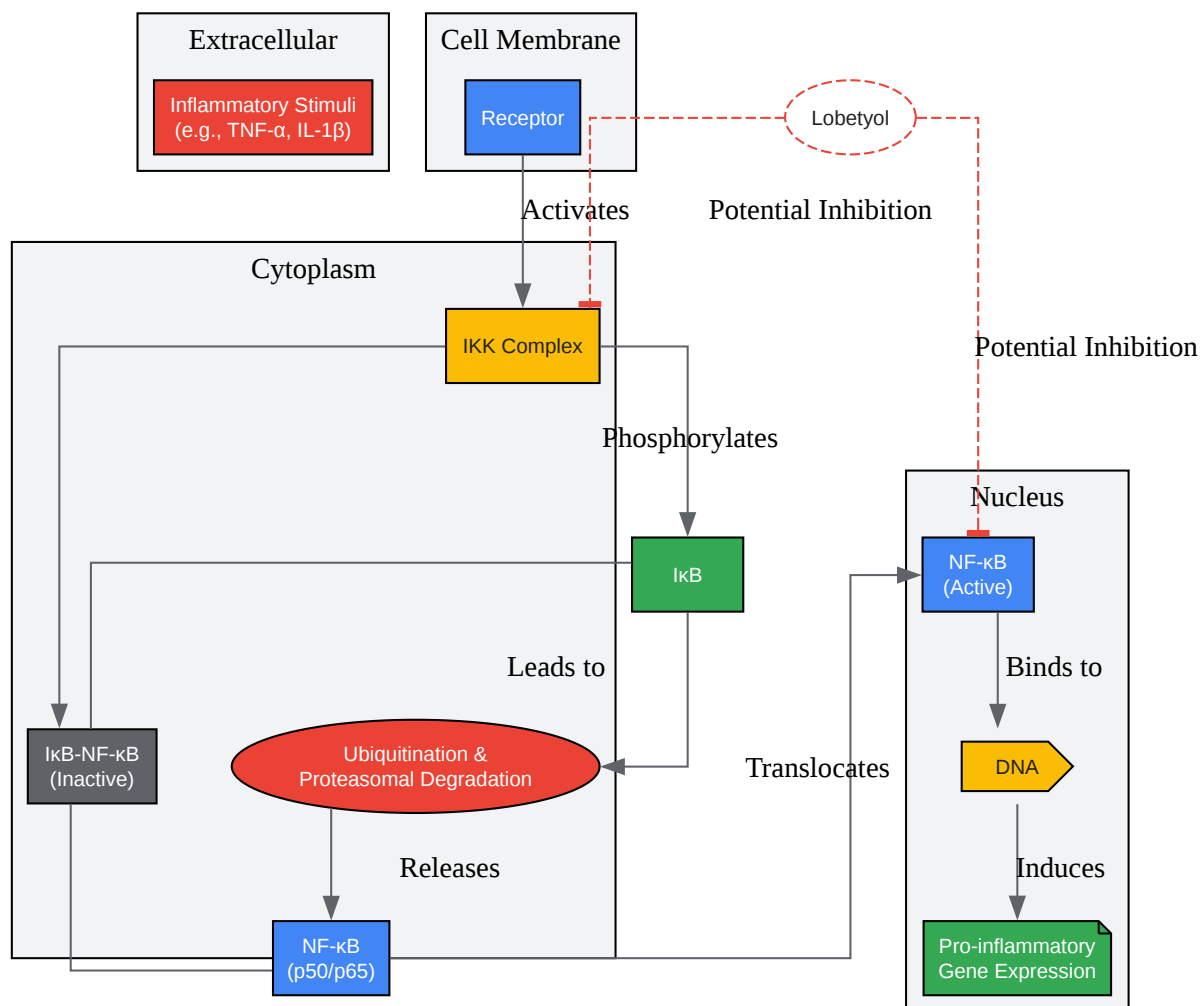 Extracellular
Cell Membrane
Inflammatory Stimuli
(e.g., TNF-α, IL-1β)
Receptor
Lobetyol
Activates
Potential Inhibition
Cytoplasm
IKK Complex
Potential Inhibition
Phosphorylates
Nucleus
IκB
NF-κB
(Active)
Leads to
Binds to
IκB-NF-κB
(Inactive)
Ubiquitination &
Proteasomal Degradation
Translocates
DNA
Releases
Induces
NF-κB
(p50/p65)
Pro-inflammatory
Gene Expression